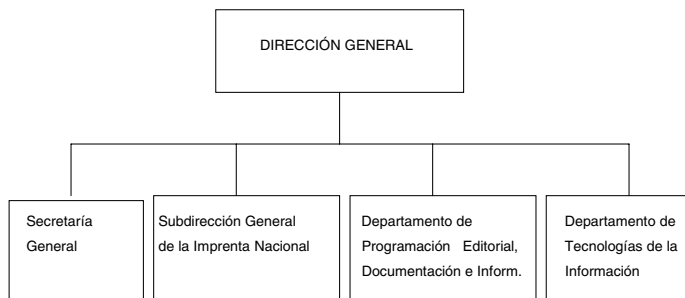 DIRECCIÓN GENERAL
Secretaría
General
Subdirección General
de la Imprenta Nacional
Departamento de
Programación Editorial,
Documentación e Inform.
Departamento de
Tecnologías de la
Información